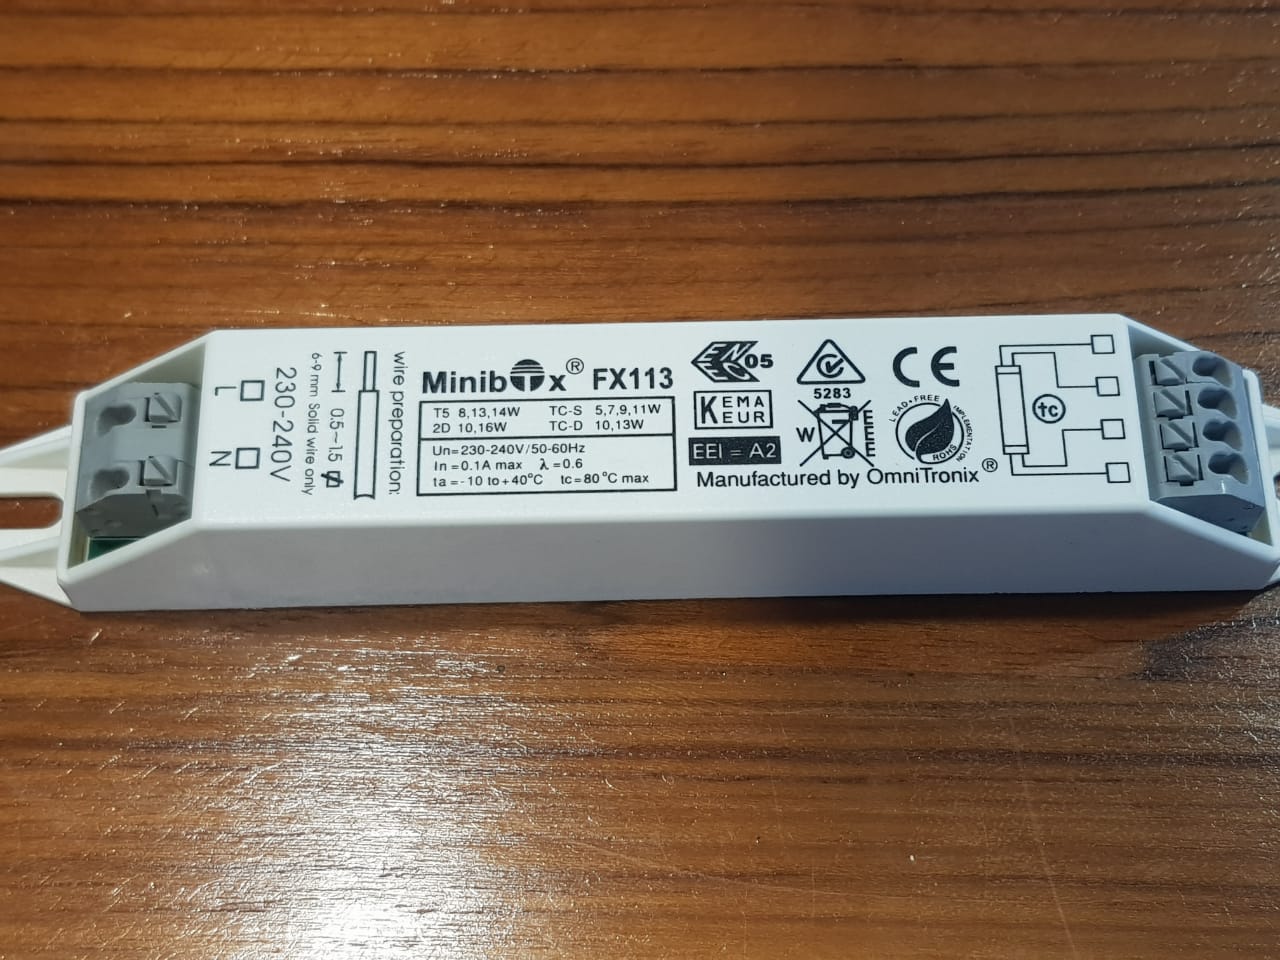 L
N
230-240V
6-9 mm Solid wire only
0.5~1.5 ⌀
wire preparation:
Minibox® FX113
T5 8,13,14W TC-S 5,7,9,11W
2D 10,16W TC-D 10,13W
Un=230-240V/50-60Hz
In=0.1A max λ=0.6
ta=-10 to+40°C tc=80°C max
ENEC 05
KEMA
KEUR
EEI = A2
5283
WEEE
CE
LEAD-FREE
ROHS IMPLEMENTATION
Manufactured by OmniTronix®
tc